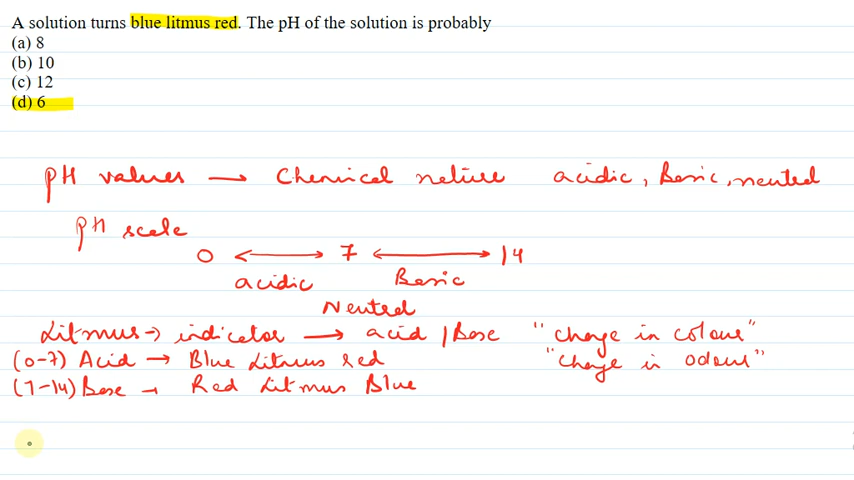 A solution turns blue litmus red. The pH of the solution is probably
(a) 8
(b) 10
(c) 12
(d) 6
pH values → Chemical nature acidic, Basic, neutral
pH scale
0 ↔ 7 ↔ 14
acidic Basic
Neutral
Litmus → indicator → acid / Base "change in colour"
(0-7) Acid → Blue Litmus red "change in odour"
(7-14) Base → Red Litmus Blue